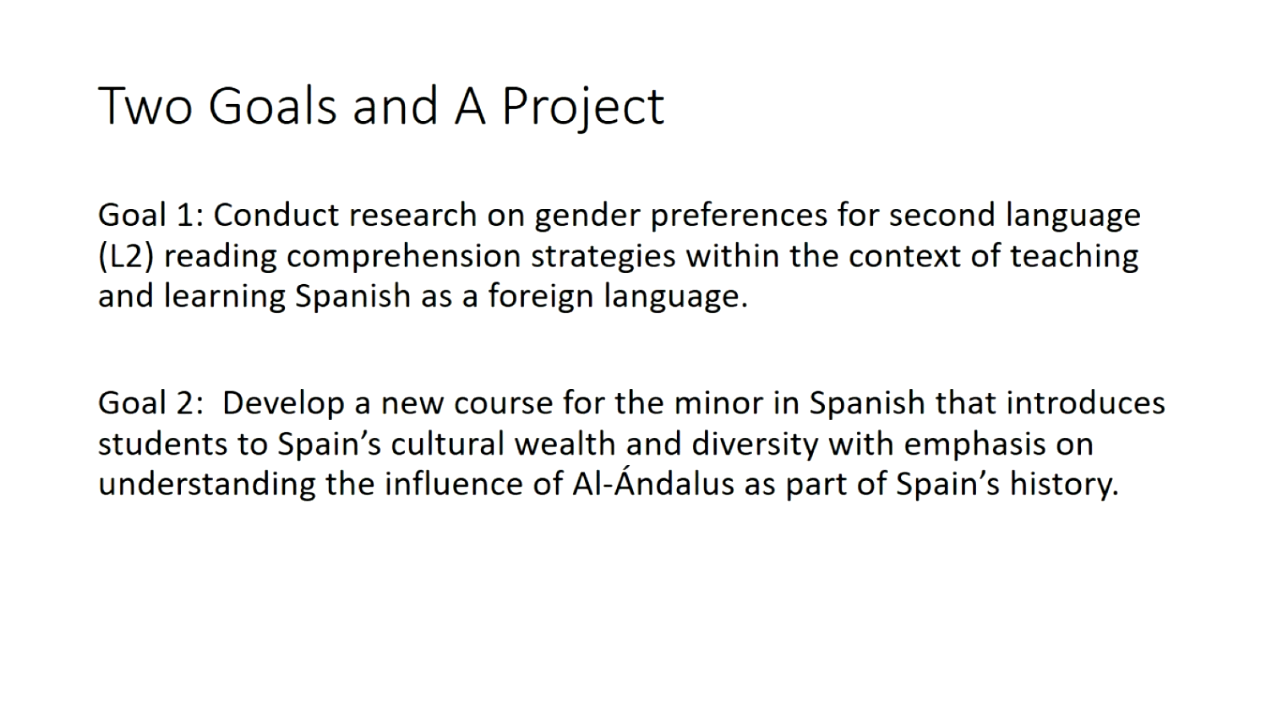 Two Goals and A Project
Goal 1: Conduct research on gender preferences for second language
(L2) reading comprehension strategies within the context of teaching
and learning Spanish as a foreign language.
Goal 2:  Develop a new course for the minor in Spanish that introduces
students to Spain’s cultural wealth and diversity with emphasis on
understanding the influence of Al-Ándalus as part of Spain’s history.